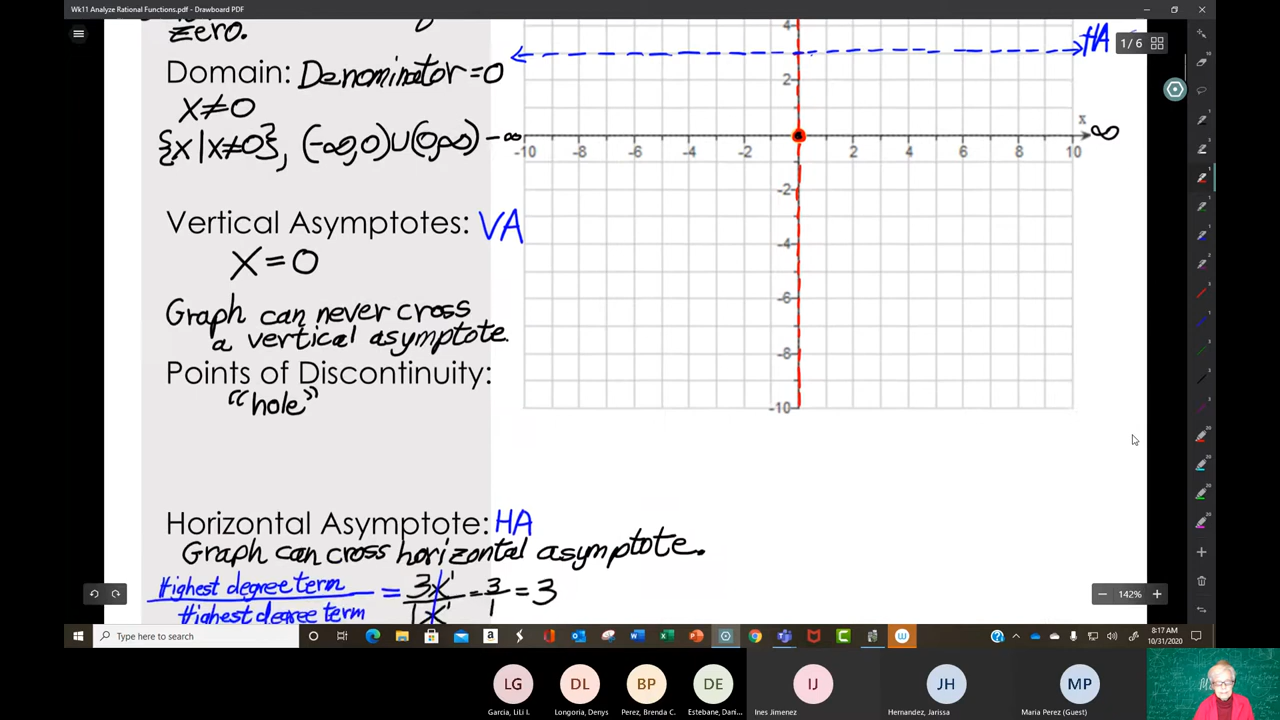 Wk11 Analyze Rational Functions.pdf - Drawboard PDF
zero.
Domain: Denominator = 0
x≠0
{x|x≠0}, (-∞,0)∪(0,∞)
Vertical Asymptotes: VA
X = 0
Graph can never cross
a vertical asymptote.
Points of Discontinuity:
"hole"
Horizontal Asymptote: HA
Graph can cross horizontal asymptote.
Highest degree term = 3x¹ = 3 = 3
Highest degree term 1x¹ 1
HA
4
2
x
-∞ ∞
-10 -8 -6 -4 -2 2 4 6 8 10
-2
-4
-6
-8
-10
1/6
142%
Type here to search
8:17 AM
10/31/2020
LG DL BP DE IJ JH MP
Garcia, LiLi I. Longoria, Denys Perez, Brenda C. Estebane, Dani... Ines Jimenez Hernandez, Jarissa Maria Perez (Guest)